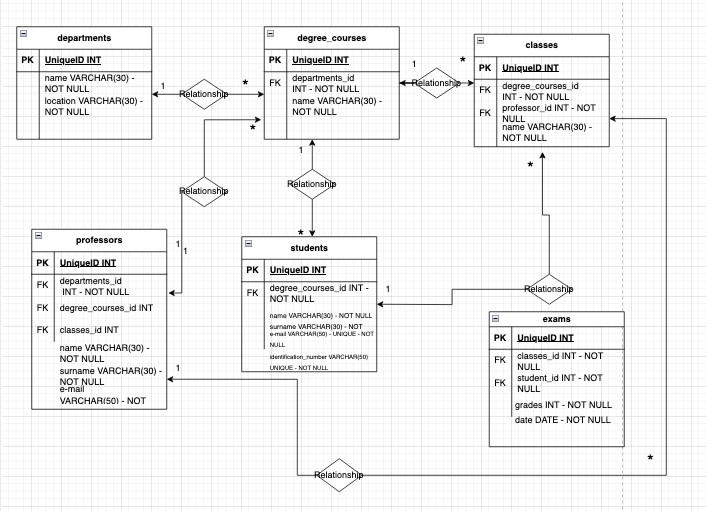 departments
PK UniqueID INT
name VARCHAR(30) -
NOT NULL
location VARCHAR(30) -
NOT NULL
1
Relationship
*
degree_courses
PK UniqueID INT
FK departments_id
INT - NOT NULL
name VARCHAR(30) -
NOT NULL
1
Relationship
*
classes
PK UniqueID INT
FK degree_courses_id
INT - NOT NULL
FK professor_id INT - NOT
NULL
name VARCHAR(30) -
NOT NULL
*
Relationship
1
1
1
Relationship
*
*
professors
PK UniqueID INT
FK departments_id
INT - NOT NULL
FK degree_courses_id INT
FK classes_id INT
name VARCHAR(30) -
NOT NULL
surname VARCHAR(30) -
NOT NULL
e-mail
VARCHAR(50) - NOT
1
students
PK UniqueID INT
FK degree_courses_id INT -
NOT NULL
name VARCHAR(30) - NOT NULL
surname VARCHAR(30) - NOT
e-mail VARCHAR(50) - UNIQUE - NOT
NULL
identification_number VARCHAR(50)
UNIQUE - NOT NULL
1
Relationship
exams
PK UniqueID INT
FK classes_id INT - NOT
NULL
FK student_id INT - NOT
NULL
grades INT - NOT NULL
date DATE - NOT NULL
*
Relationship